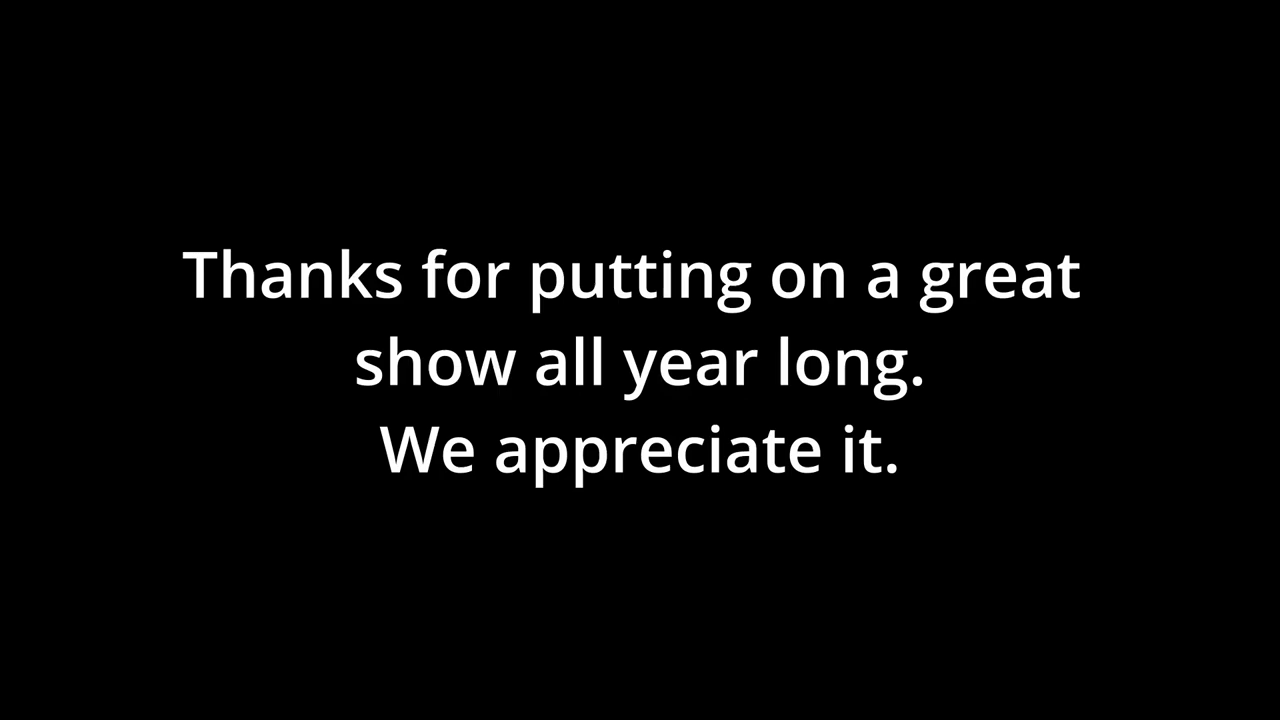 Thanks for putting on a great
show all year long.
We appreciate it.